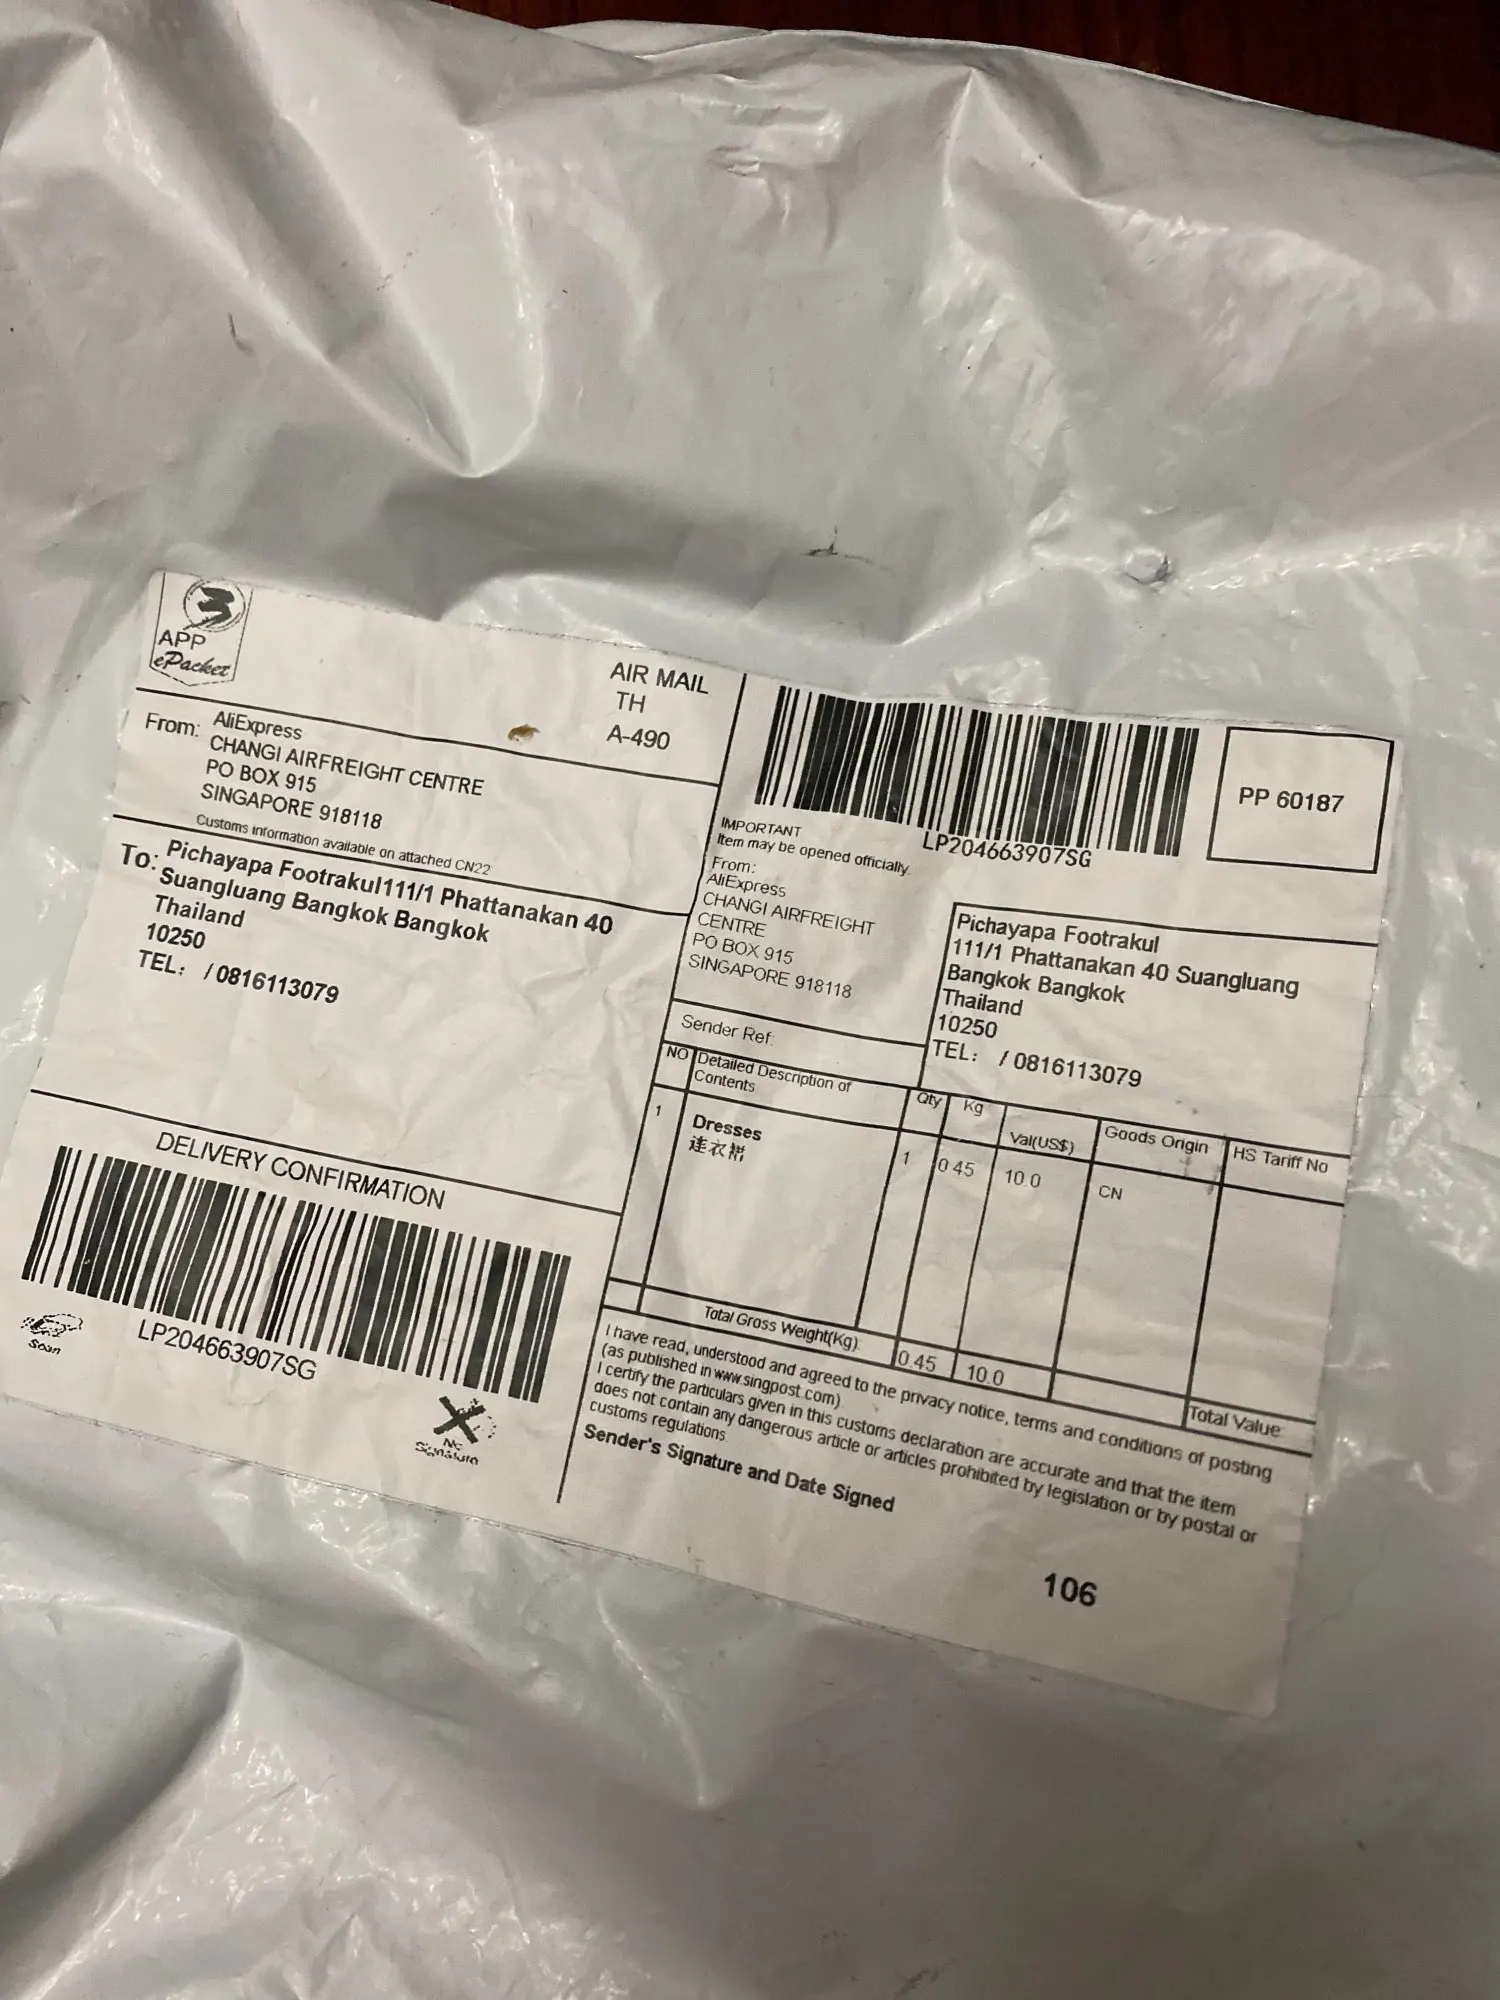 APP
ePacket
AIR MAIL
TH
A-490
From: AliExpress
CHANGI AIRFREIGHT CENTRE
PO BOX 915
SINGAPORE 918118
Customs information available on attached CN22
To: Pichayapa Footrakul111/1 Phattanakan 40
Suangluang Bangkok Bangkok
Thailand
10250
TEL: / 0816113079
DELIVERY CONFIRMATION
LP204663907SG
Scan
No
Signature
LP204663907SG
PP 60187
IMPORTANT
Item may be opened officially.
From:
AliExpress
CHANGI AIRFREIGHT
CENTRE
PO BOX 915
SINGAPORE 918118
Pichayapa Footrakul
111/1 Phattanakan 40 Suangluang
Bangkok Bangkok
Thailand
10250
TEL: / 0816113079
Sender Ref:
NO Detailed Description of Contents Qty Kg Val(US$) Goods Origin HS Tariff No
1 Dresses 1 0.45 10.0 CN
连衣裙
Total Gross Weight(Kg) 0.45 10.0 Total Value:
I have read, understood and agreed to the privacy notice, terms and conditions of posting
(as published in www.singpost.com)
I certify the particulars given in this customs declaration are accurate and that the item
does not contain any dangerous article or articles prohibited by legislation or by postal or
customs regulations.
Sender's Signature and Date Signed
106